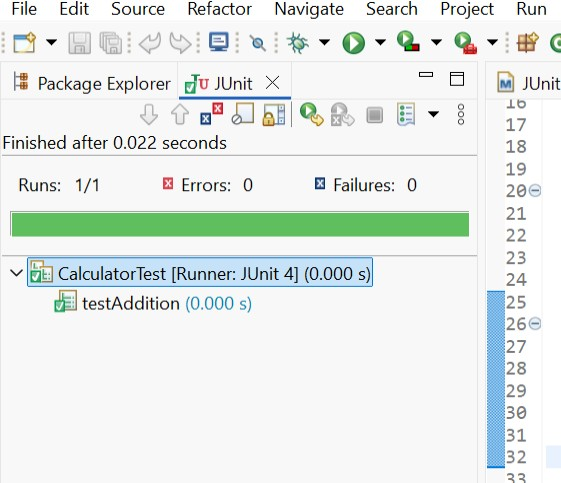 File Edit Source Refactor Navigate Search Project Run
Package Explorer JUnit
JUnit
Finished after 0.022 seconds
Runs: 1/1 Errors: 0 Failures: 0
CalculatorTest [Runner: JUnit 4] (0.000 s)
testAddition (0.000 s)
16
17
18
19
20
21
22
23
24
25
26
27
28
29
30
31
32
33